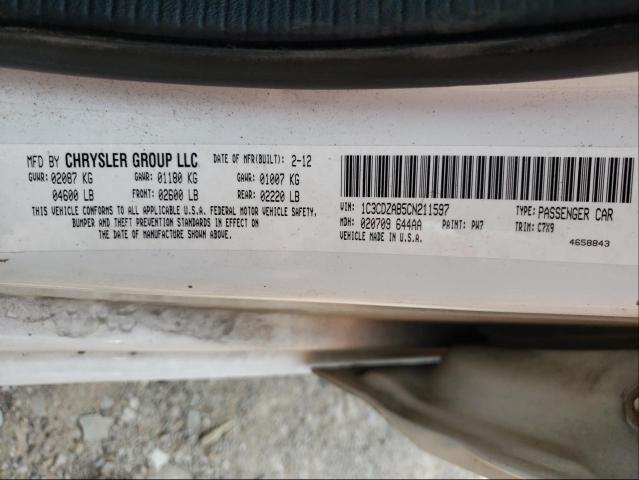 MFD BY CHRYSLER GROUP LLC DATE OF MFR(BUILT): 2-12
GVWR: 02087 KG GAWR: 01180 KG GAWR: 01007 KG
04600 LB FRONT: 02600 LB REAR: 02220 LB
THIS VEHICLE CONFORMS TO ALL APPLICABLE U.S.A. FEDERAL MOTOR VEHICLE SAFETY,
BUMPER AND THEFT PREVENTION STANDARDS IN EFFECT ON
THE DATE OF MANUFACTURE SHOWN ABOVE.
VIN: 1C3CDZAB5CN211597 TYPE: PASSENGER CAR
MDH: 020709 644AA PAINT: PW7 TRIM: C7X9
VEHICLE MADE IN U.S.A. 4658843